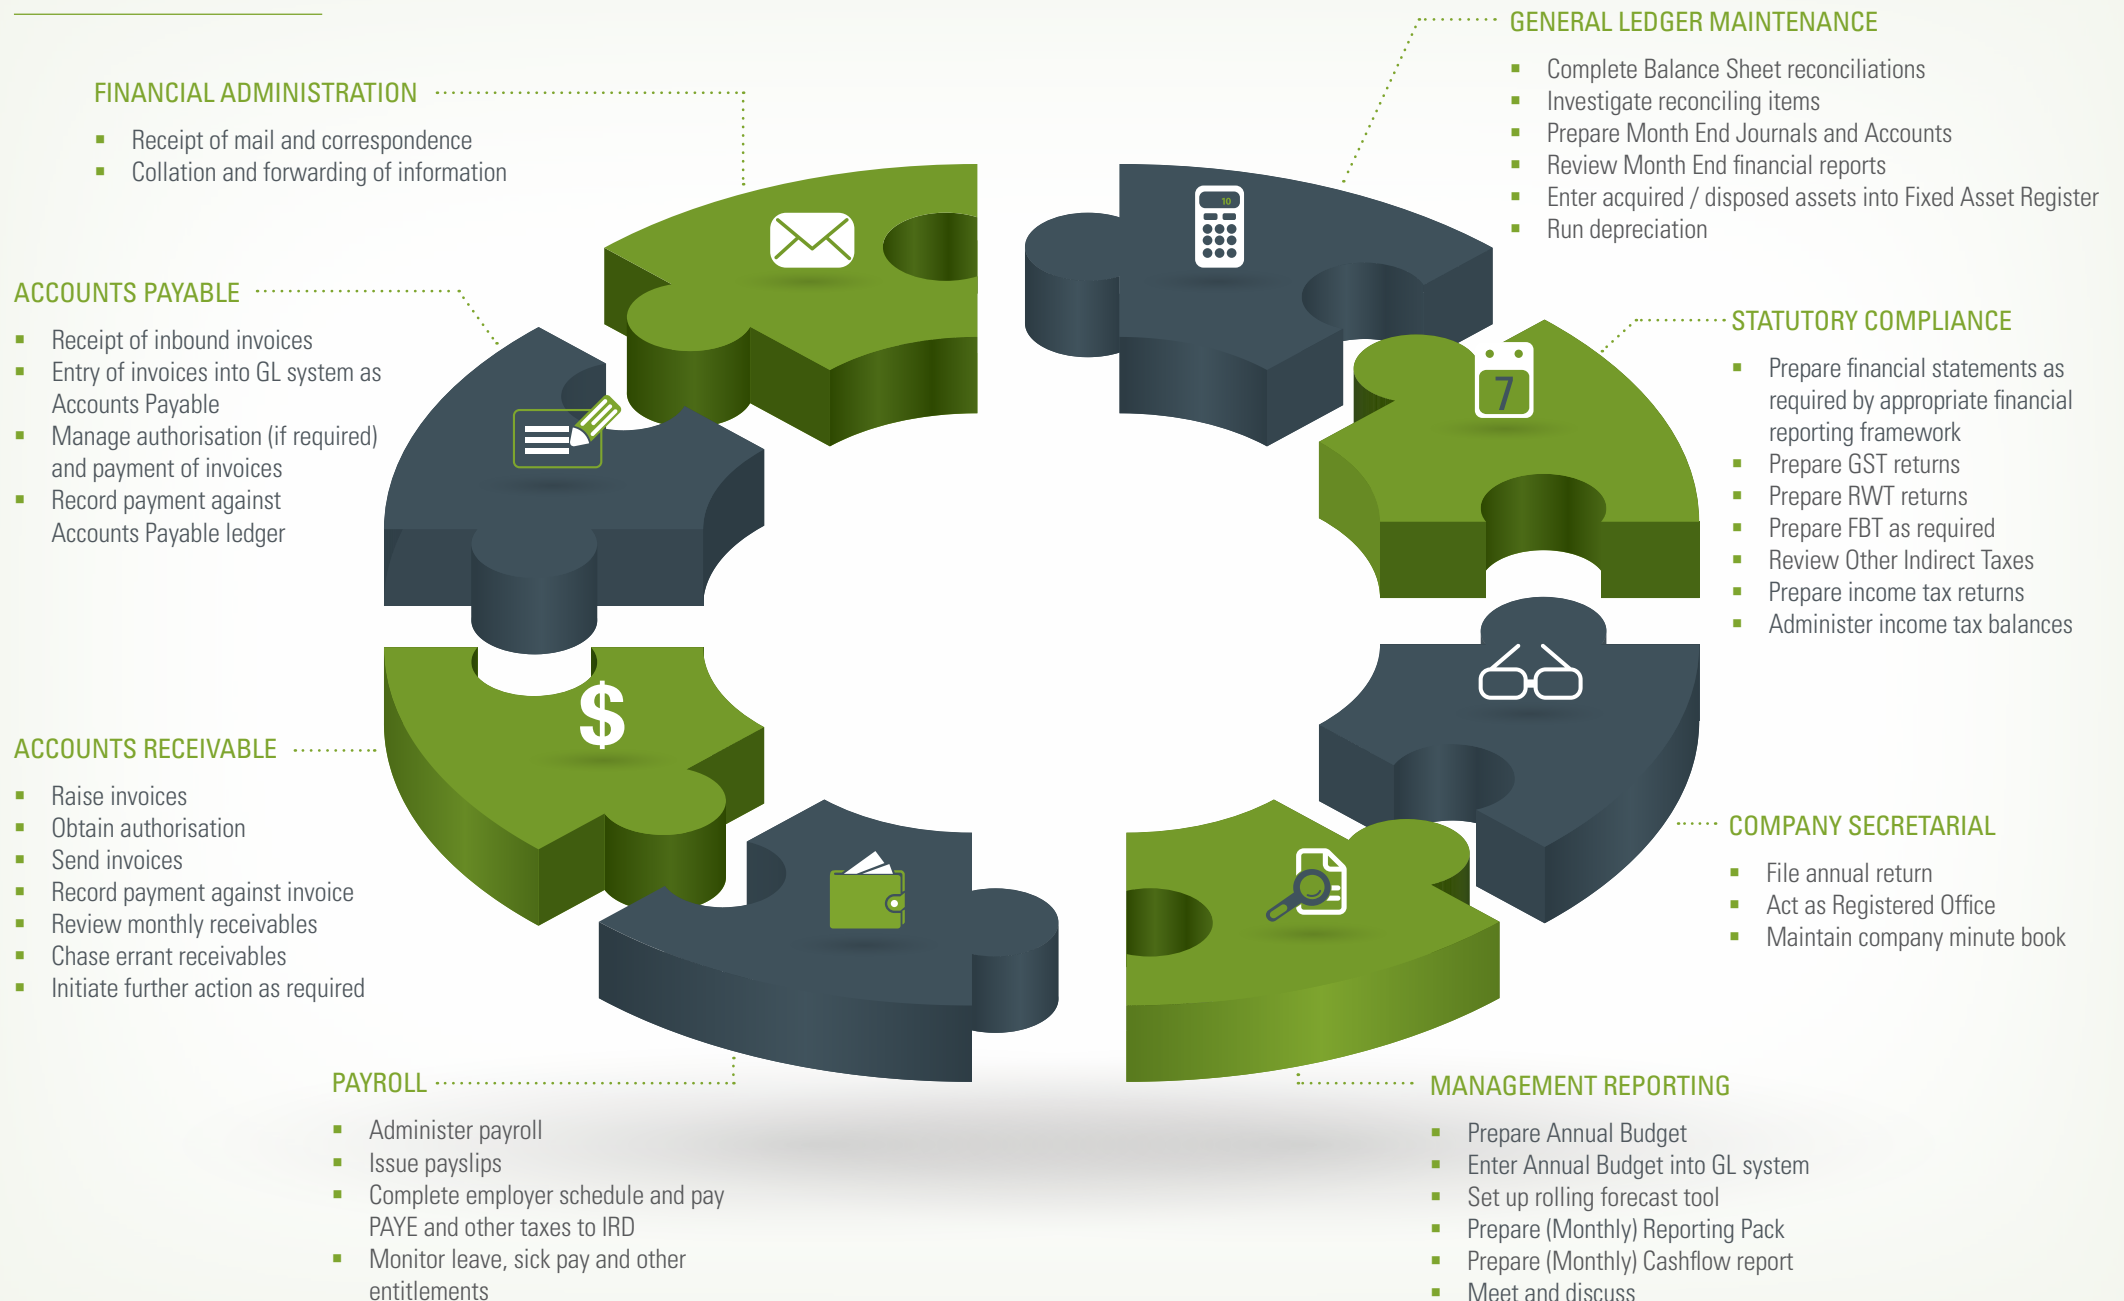 FINANCIAL ADMINISTRATION
Receipt of mail and correspondence
Collation and forwarding of information
ACCOUNTS PAYABLE
Receipt of inbound invoices
Entry of invoices into GL system as
Accounts Payable
Manage authorisation (if required)
and payment of invoices
Record payment against
Accounts Payable ledger
ACCOUNTS RECEIVABLE
Raise invoices
Obtain authorisation
Send invoices
Record payment against invoice
Review monthly receivables
Chase errant receivables
Initiate further action as required
PAYROLL
Administer payroll
Issue payslips
Complete employer schedule and pay
PAYE and other taxes to IRD
Monitor leave, sick pay and other
entitlements
GENERAL LEDGER MAINTENANCE
Complete Balance Sheet reconciliations
Investigate reconciling items
Prepare Month End Journals and Accounts
Review Month End financial reports
Enter acquired / disposed assets into Fixed Asset Register
Run depreciation
STATUTORY COMPLIANCE
Prepare financial statements as
required by appropriate financial
reporting framework
Prepare GST returns
Prepare RWT returns
Prepare FBT as required
Review Other Indirect Taxes
Prepare income tax returns
Administer income tax balances
COMPANY SECRETARIAL
File annual return
Act as Registered Office
Maintain company minute book
MANAGEMENT REPORTING
Prepare Annual Budget
Enter Annual Budget into GL system
Set up rolling forecast tool
Prepare (Monthly) Reporting Pack
Prepare (Monthly) Cashflow report
Meet and discuss
10
7
$